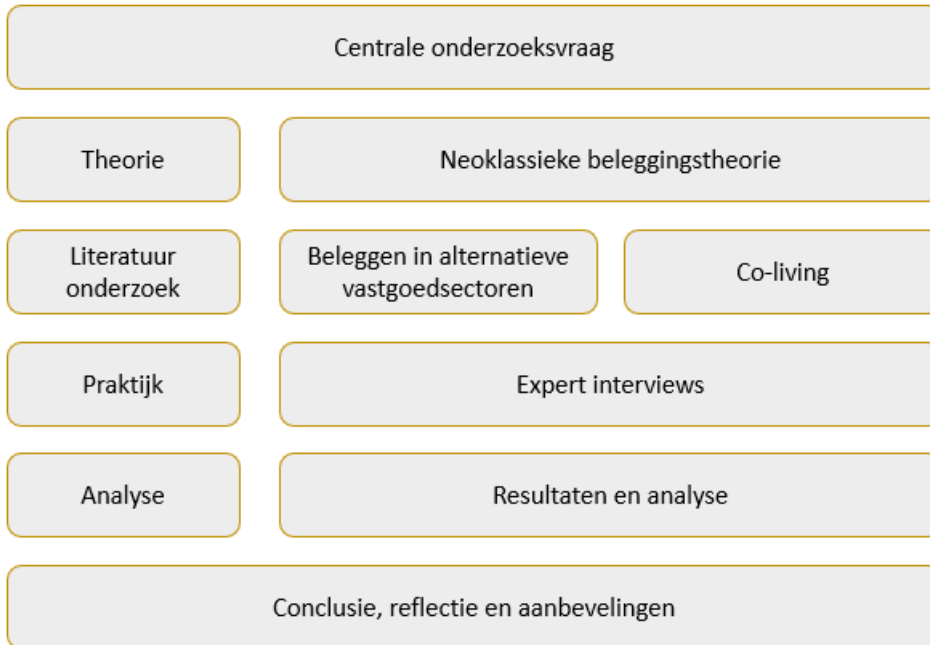 Centrale onderzoeksvraag
Theorie
Neoklassieke beleggingstheorie
Literatuur
onderzoek
Beleggen in alternatieve
vastgoedsectoren
Co-living
Praktijk
Expert interviews
Analyse
Resultaten en analyse
Conclusie, reflectie en aanbevelingen